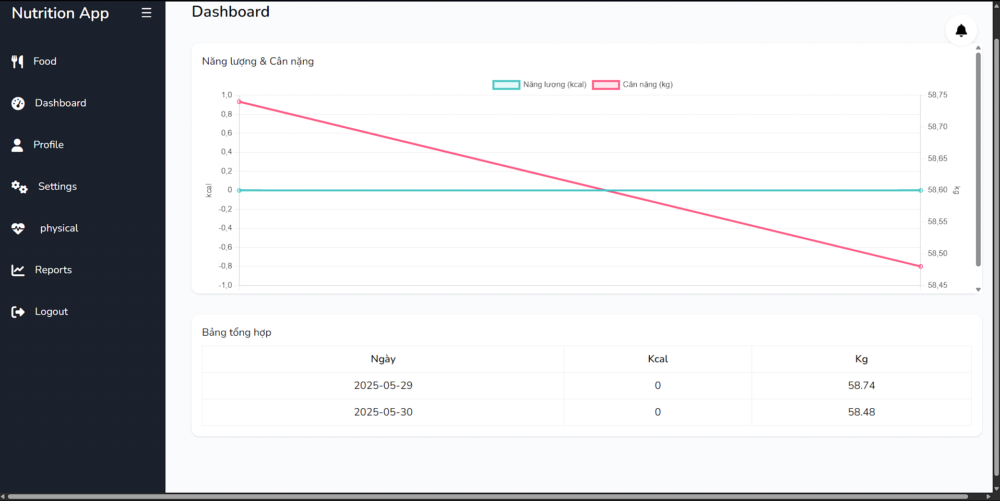 Nutrition App
Food
Dashboard
Profile
Settings
physical
Reports
Logout
Dashboard
Năng lượng & Cân nặng
Năng lượng (kcal) Cân nặng (kg)
1,0
0,8
0,6
0,4
0,2
0
-0,2
-0,4
-0,6
-0,8
-1,0
kcal
58,75
58,70
58,65
58,60
58,55
58,50
58,45
kg
Bảng tổng hợp
Ngày Kcal Kg
2025-05-29 0 58.74
2025-05-30 0 58.48